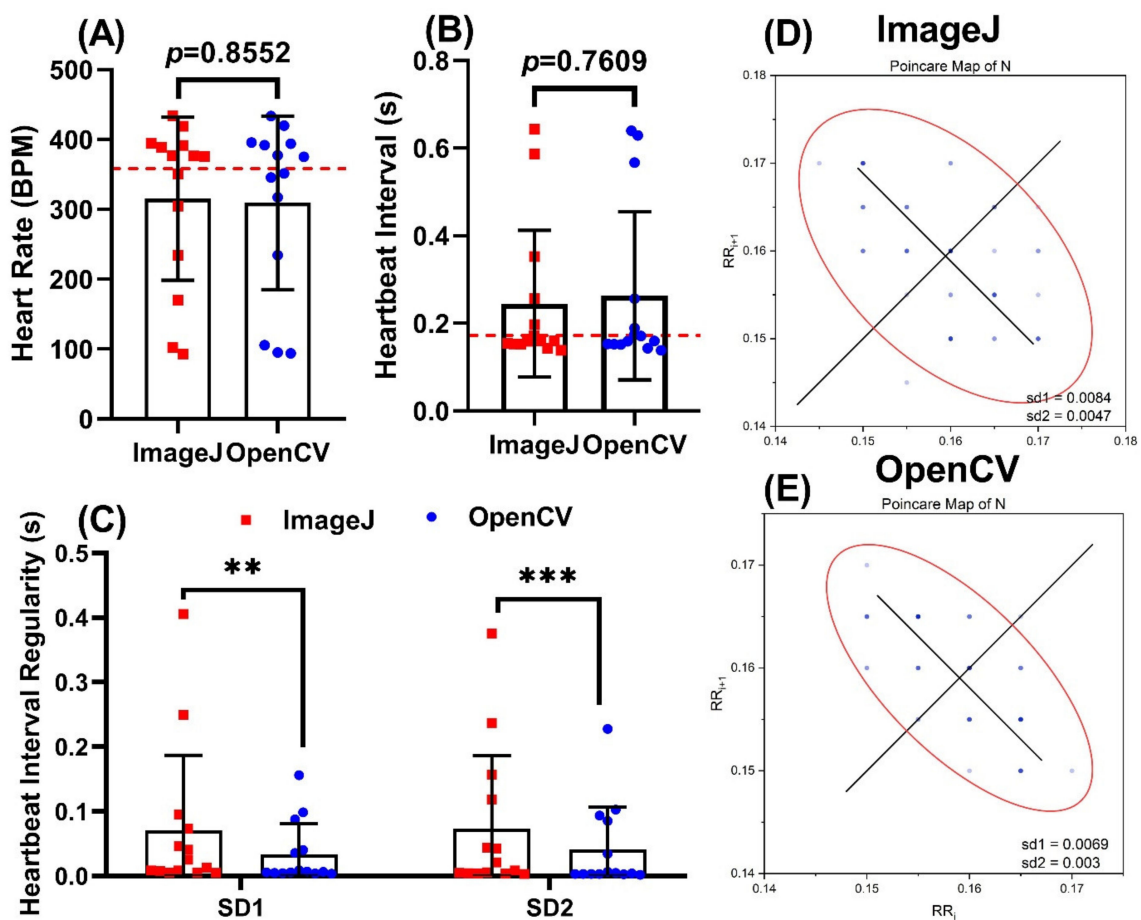 (A)
p=0.8552
Heart Rate (BPM)
500
400
300
200
100
0
ImageJ OpenCV
(B)
p=0.7609
Heartbeat Interval (s)
0.8
0.6
0.4
0.2
0.0
ImageJ OpenCV
(C)
ImageJ OpenCV
Heartbeat Interval Regularity (s)
0.5
0.4
0.3
0.2
0.1
0.0
**
***
SD1 SD2
(D) ImageJ
Poincare Map of N
0.18
0.17
RRi+1
0.16
0.15
0.14
sd1 = 0.0084
sd2 = 0.0047
0.14 0.15 0.16 0.17 0.18
(E) OpenCV
Poincare Map of N
0.17
RRi+1
0.16
0.15
0.14
sd1 = 0.0069
sd2 = 0.003
0.14 0.15 0.16 0.17
RRi